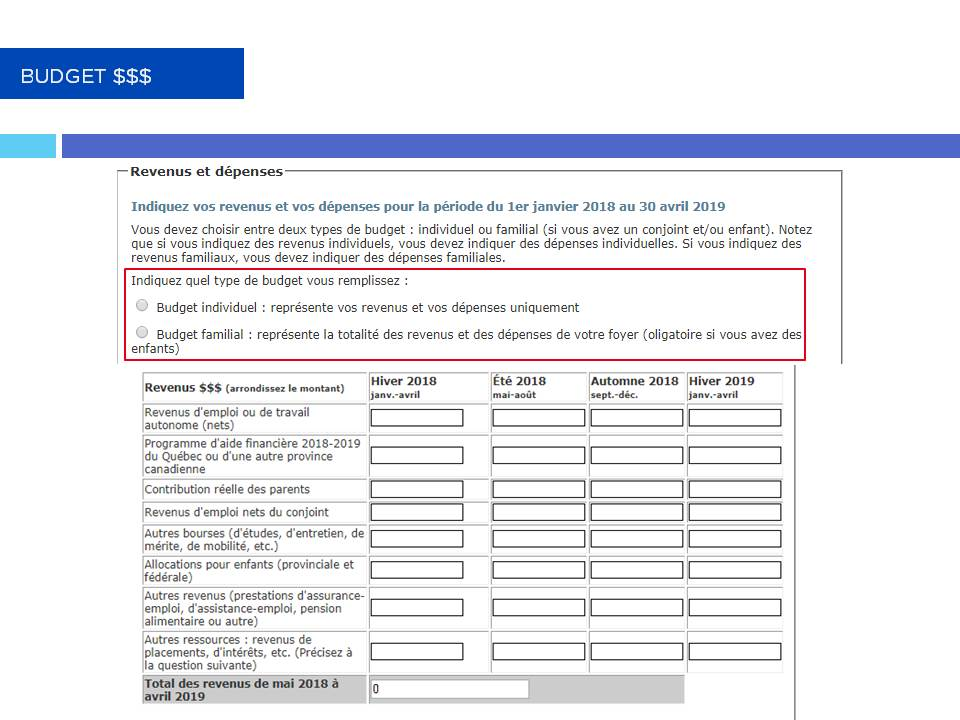 BUDGET $$$
Revenus et dépenses
Indiquez vos revenus et vos dépenses pour la période du 1er janvier 2018 au 30 avril 2019
Vous devez choisir entre deux types de budget : individuel ou familial (si vous avez un conjoint et/ou enfant). Notez
que si vous indiquez des revenus individuels, vous devez indiquer des dépenses individuelles. Si vous indiquez des
revenus familiaux, vous devez indiquer des dépenses familiales.
Indiquez quel type de budget vous remplissez :
Budget individuel : représente vos revenus et vos dépenses uniquement
Budget familial : représente la totalité des revenus et des dépenses de votre foyer (oligatoire si vous avez des
enfants)
Revenus $$$ (arrondissez le montant) Hiver 2018 Été 2018 Automne 2018 Hiver 2019
janv.-avril mai-août sept.-déc. janv.-avril
Revenus d'emploi ou de travail
autonome (nets)
Programme d'aide financière 2018-2019
du Québec ou d'une autre province
canadienne
Contribution réelle des parents
Revenus d'emploi nets du conjoint
Autres bourses (d'études, d'entretien, de
mérite, de mobilité, etc.)
Allocations pour enfants (provinciale et
fédérale)
Autres revenus (prestations d'assurance-
emploi, d'assistance-emploi, pension
alimentaire ou autre)
Autres ressources : revenus de
placements, d'intérêts, etc. (Précisez à
la question suivante)
Total des revenus de mai 2018 à
avril 2019
0